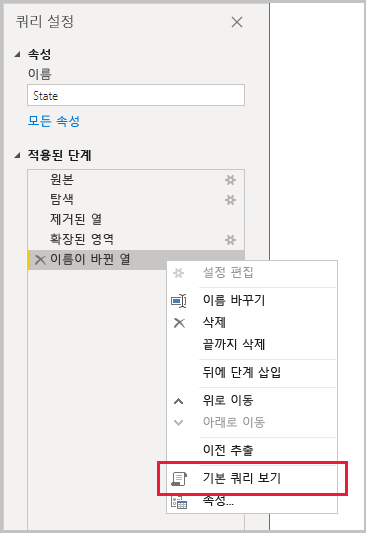 쿼리 설정
속성
이름
State
모든 속성
적용된 단계
원본
탐색
제거된 열
확장된 영역
이름이 바뀐 열
설정 편집
이름 바꾸기
삭제
끝까지 삭제
뒤에 단계 삽입
위로 이동
아래로 이동
이전 추출
기본 쿼리 보기
속성...